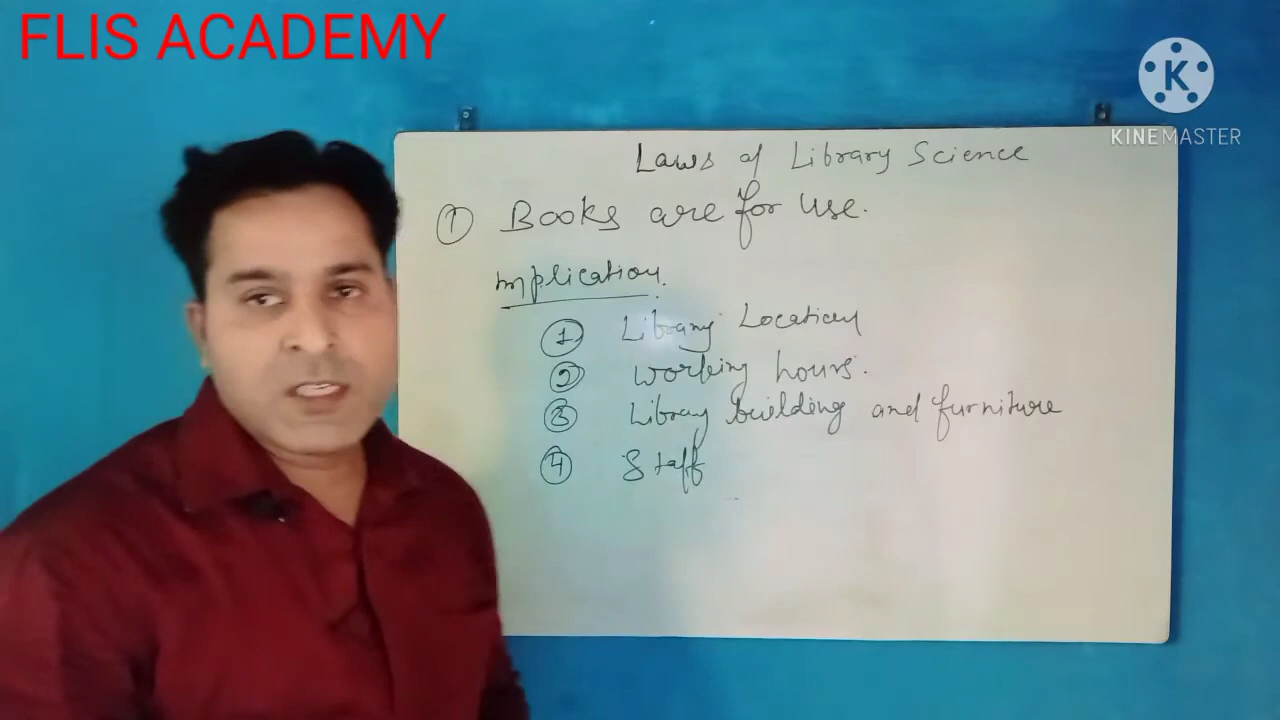 FLIS ACADEMY
K
KINEMASTER
Laws of Library Science
① Books are for use.
Implication.
① Library Location
② working hours.
③ Library building and furniture
④ Staff